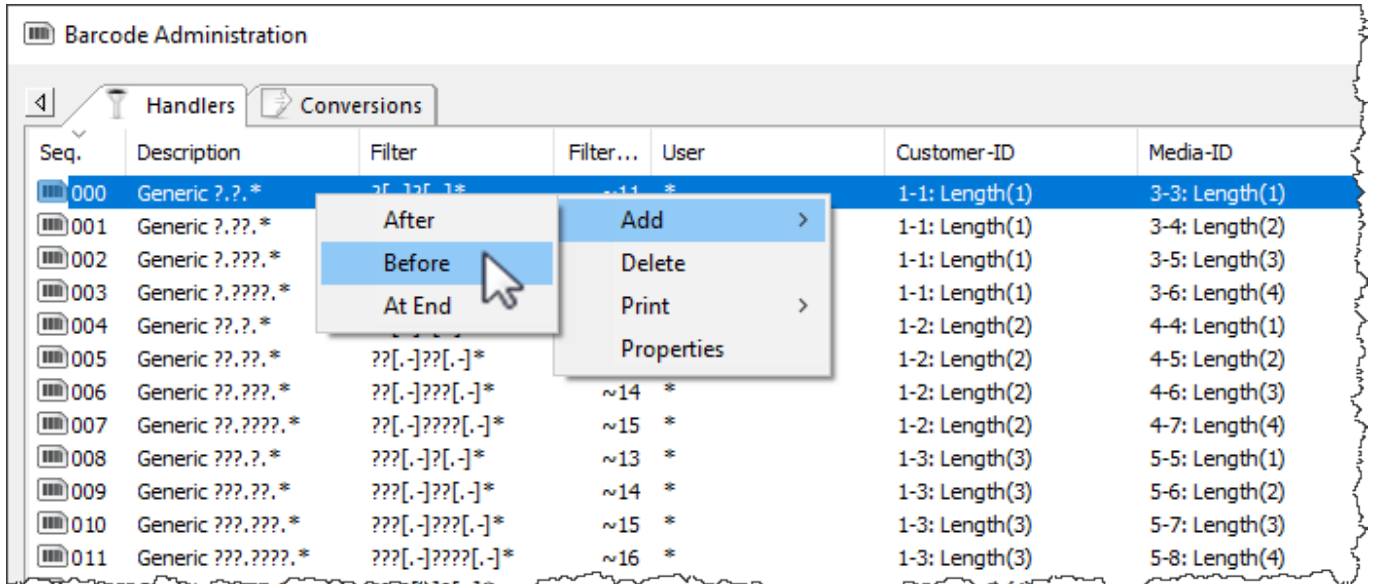 Barcode Administration
Handlers Conversions
Seq. Description Filter Filter... User Customer-ID Media-ID
000 Generic ?.?.* ?[.-]?[.-]* ~11 * 1-1: Length(1) 3-3: Length(1)
After Add >
001 Generic ?.??.* 1-1: Length(1) 3-4: Length(2)
Before Delete
002 Generic ?.???.* 1-1: Length(1) 3-5: Length(3)
At End Print >
003 Generic ?.????.* 1-1: Length(1) 3-6: Length(4)
004 Generic ??.?.* 1-2: Length(2) 4-4: Length(1)
Properties
005 Generic ??.??.* ??[.-]??[.-]* 1-2: Length(2) 4-5: Length(2)
006 Generic ??.???.* ??[.-]???[.-]* ~14 * 1-2: Length(2) 4-6: Length(3)
007 Generic ??.????.* ??[.-]????[.-]* ~15 * 1-2: Length(2) 4-7: Length(4)
008 Generic ???.?.* ???[.-]?[.-]* ~13 * 1-3: Length(3) 5-5: Length(1)
009 Generic ???.??.* ???[.-]??[.-]* ~14 * 1-3: Length(3) 5-6: Length(2)
010 Generic ???.???.* ???[.-]???[.-]* ~15 * 1-3: Length(3) 5-7: Length(3)
011 Generic ???.????.* ???[.-]????[.-]* ~16 * 1-3: Length(3) 5-8: Length(4)